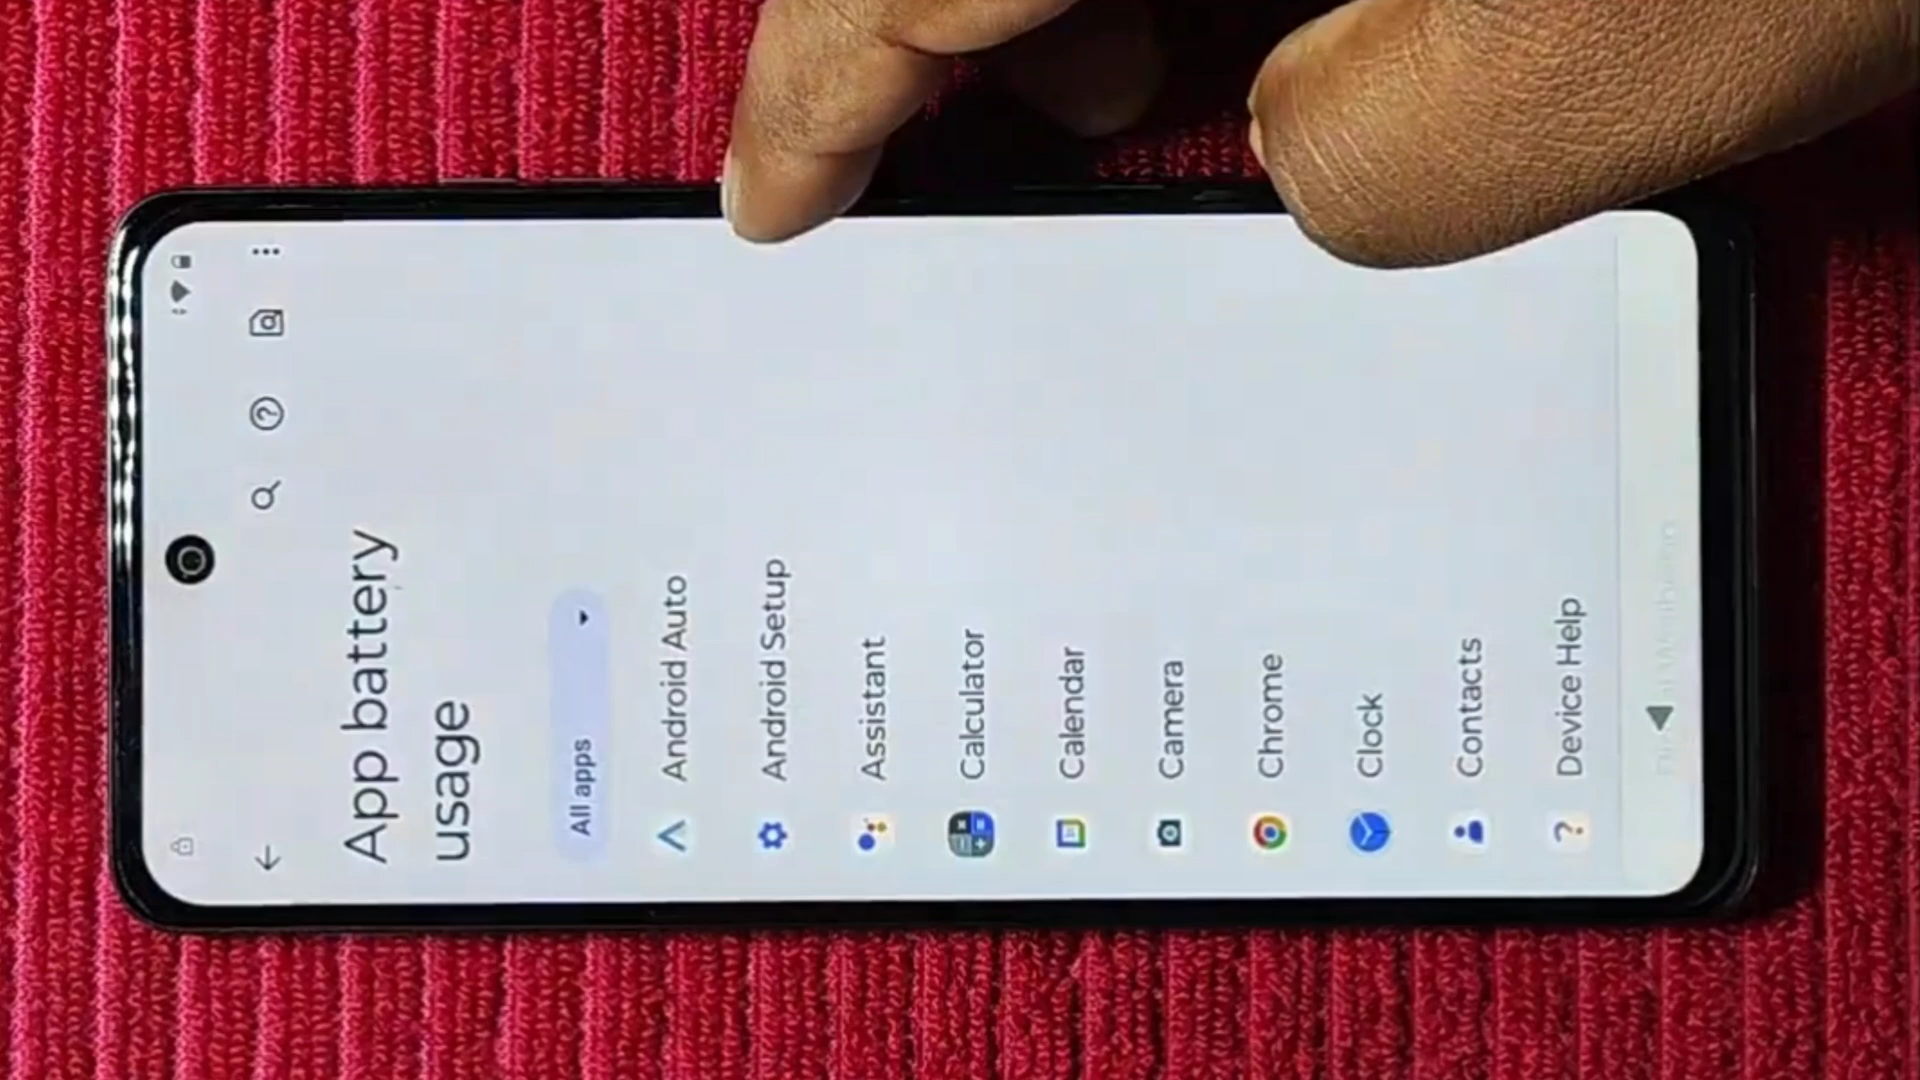 App battery
usage
All apps
Android Auto
Android Setup
Assistant
Calculator
Calendar
Camera
Chrome
Clock
Contacts
Device Help